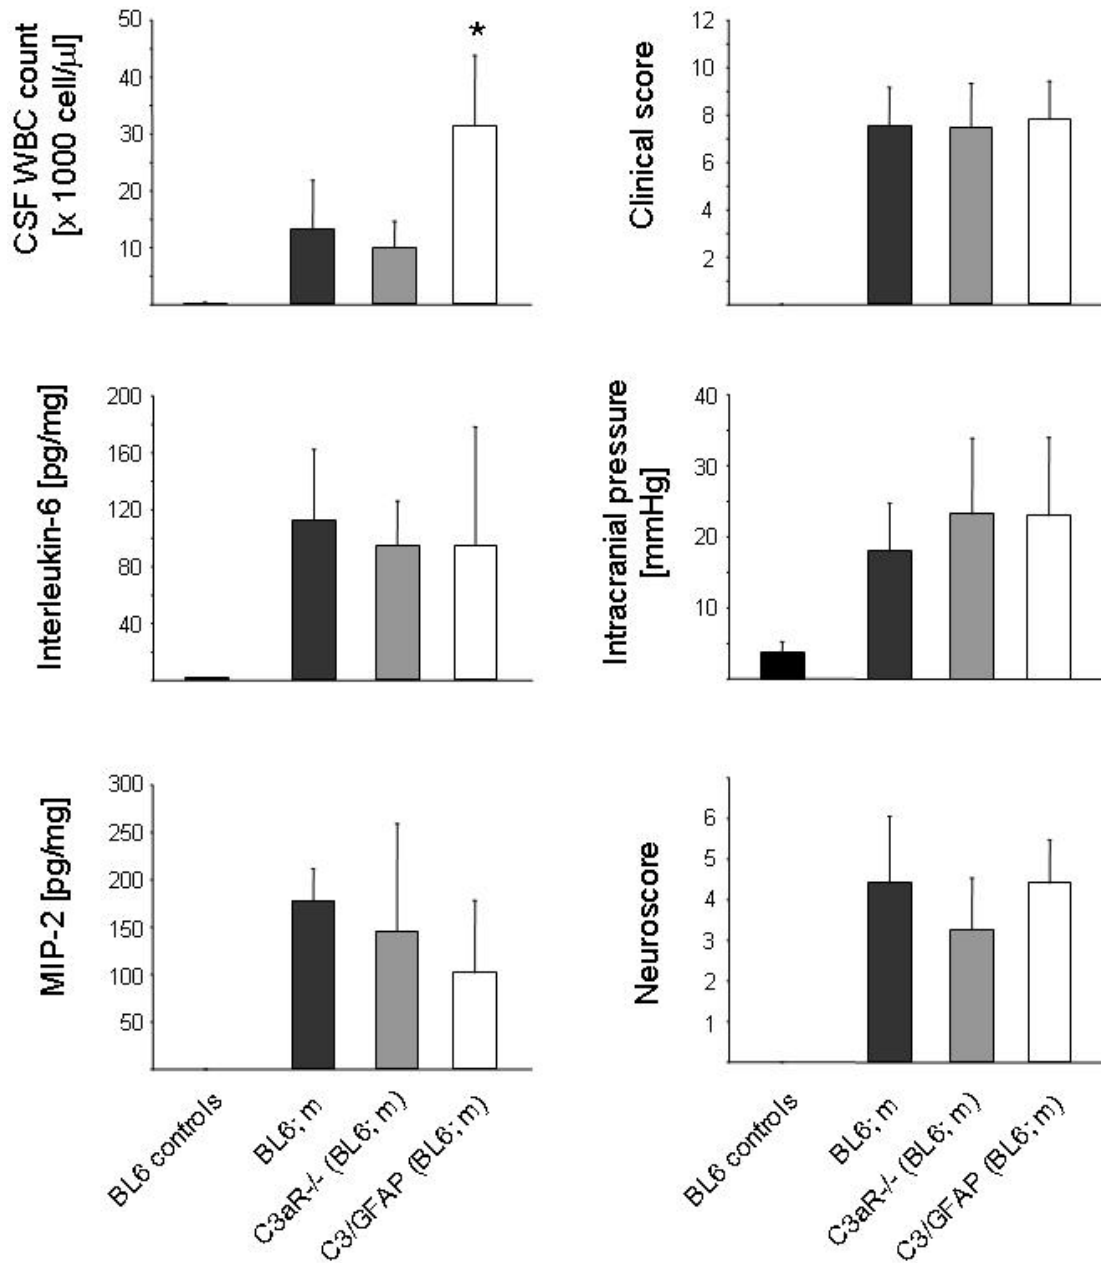 CSF WBC count
[x 1000 cell/µl]
50
40
30
20
10
*
Clinical score
12
10
8
6
4
2
Interleukin-6 [pg/mg]
200
160
120
80
40
Intracranial pressure
[mmHg]
40
30
20
10
MIP-2 [pg/mg]
300
250
200
150
100
50
Neuroscore
6
5
4
3
2
1
BL6 controls
BL6; m
C3aR-/- (BL6; m)
C3/GFAP (BL6; m)
BL6 controls
BL6; m
C3aR-/- (BL6; m)
C3/GFAP (BL6; m)